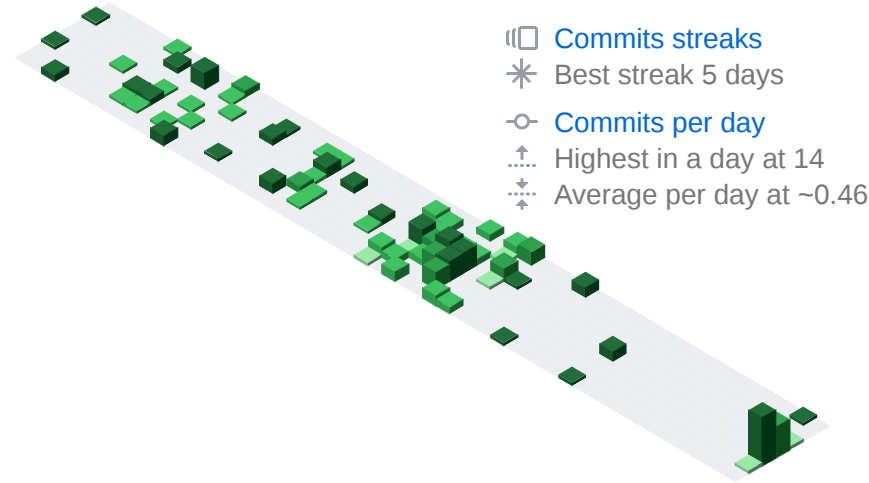 Commits streaks
Best streak 5 days
Commits per day
Highest in a day at 14
Average per day at ~0.46